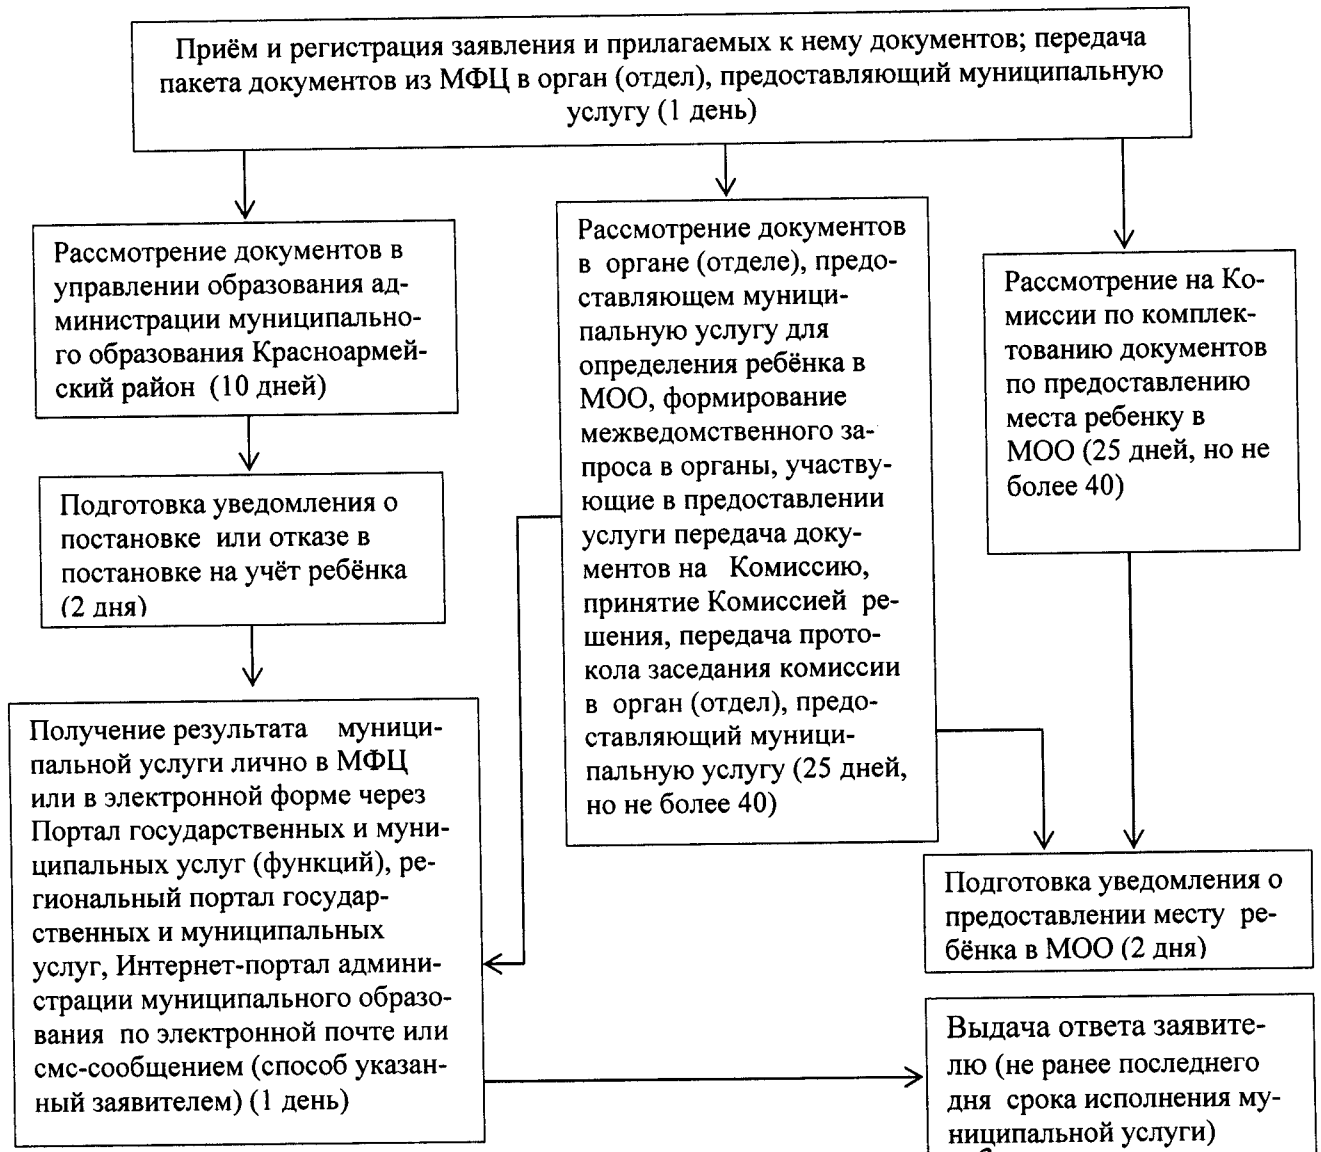 Приём и регистрация заявления и прилагаемых к нему документов; передача
пакета документов из МФЦ в орган (отдел), предоставляющий муниципальную
услугу (1 день)
Рассмотрение документов в
управлении образования ад-
министрации муниципально-
го образования Красноармей-
ский район (10 дней)
Подготовка уведомления о
постановке или отказе в
постановке на учёт ребёнка
(2 дня)
Получение результата муници-
пальной услуги лично в МФЦ
или в электронной форме через
Портал государственных и муни-
ципальных услуг (функций), ре-
гиональный портал государ-
ственных и муниципальных
услуг, Интернет-портал админи-
страции муниципального образо-
вания по электронной почте или
смс-сообщением (способ указан-
ный заявителем) (1 день)
Рассмотрение документов
в органе (отделе), предо-
ставляющем муници-
пальную услугу для
определения ребёнка в
МОО, формирование
межведомственного за-
проса в органы, участву-
ющие в предоставлении
услуги передача доку-
ментов на Комиссию,
принятие Комиссией ре-
шения, передача прото-
кола заседания комиссии
в орган (отдел), предо-
ставляющий муници-
пальную услугу (25 дней,
но не более 40)
Рассмотрение на Ко-
миссии по комплек-
тованию документов
по предоставлению
места ребенку в
МОО (25 дней, но не
более 40)
Подготовка уведомления о
предоставлении месту ре-
бёнка в МОО (2 дня)
Выдача ответа заявите-
лю (не ранее последнего
дня срока исполнения му-
ниципальной услуги)